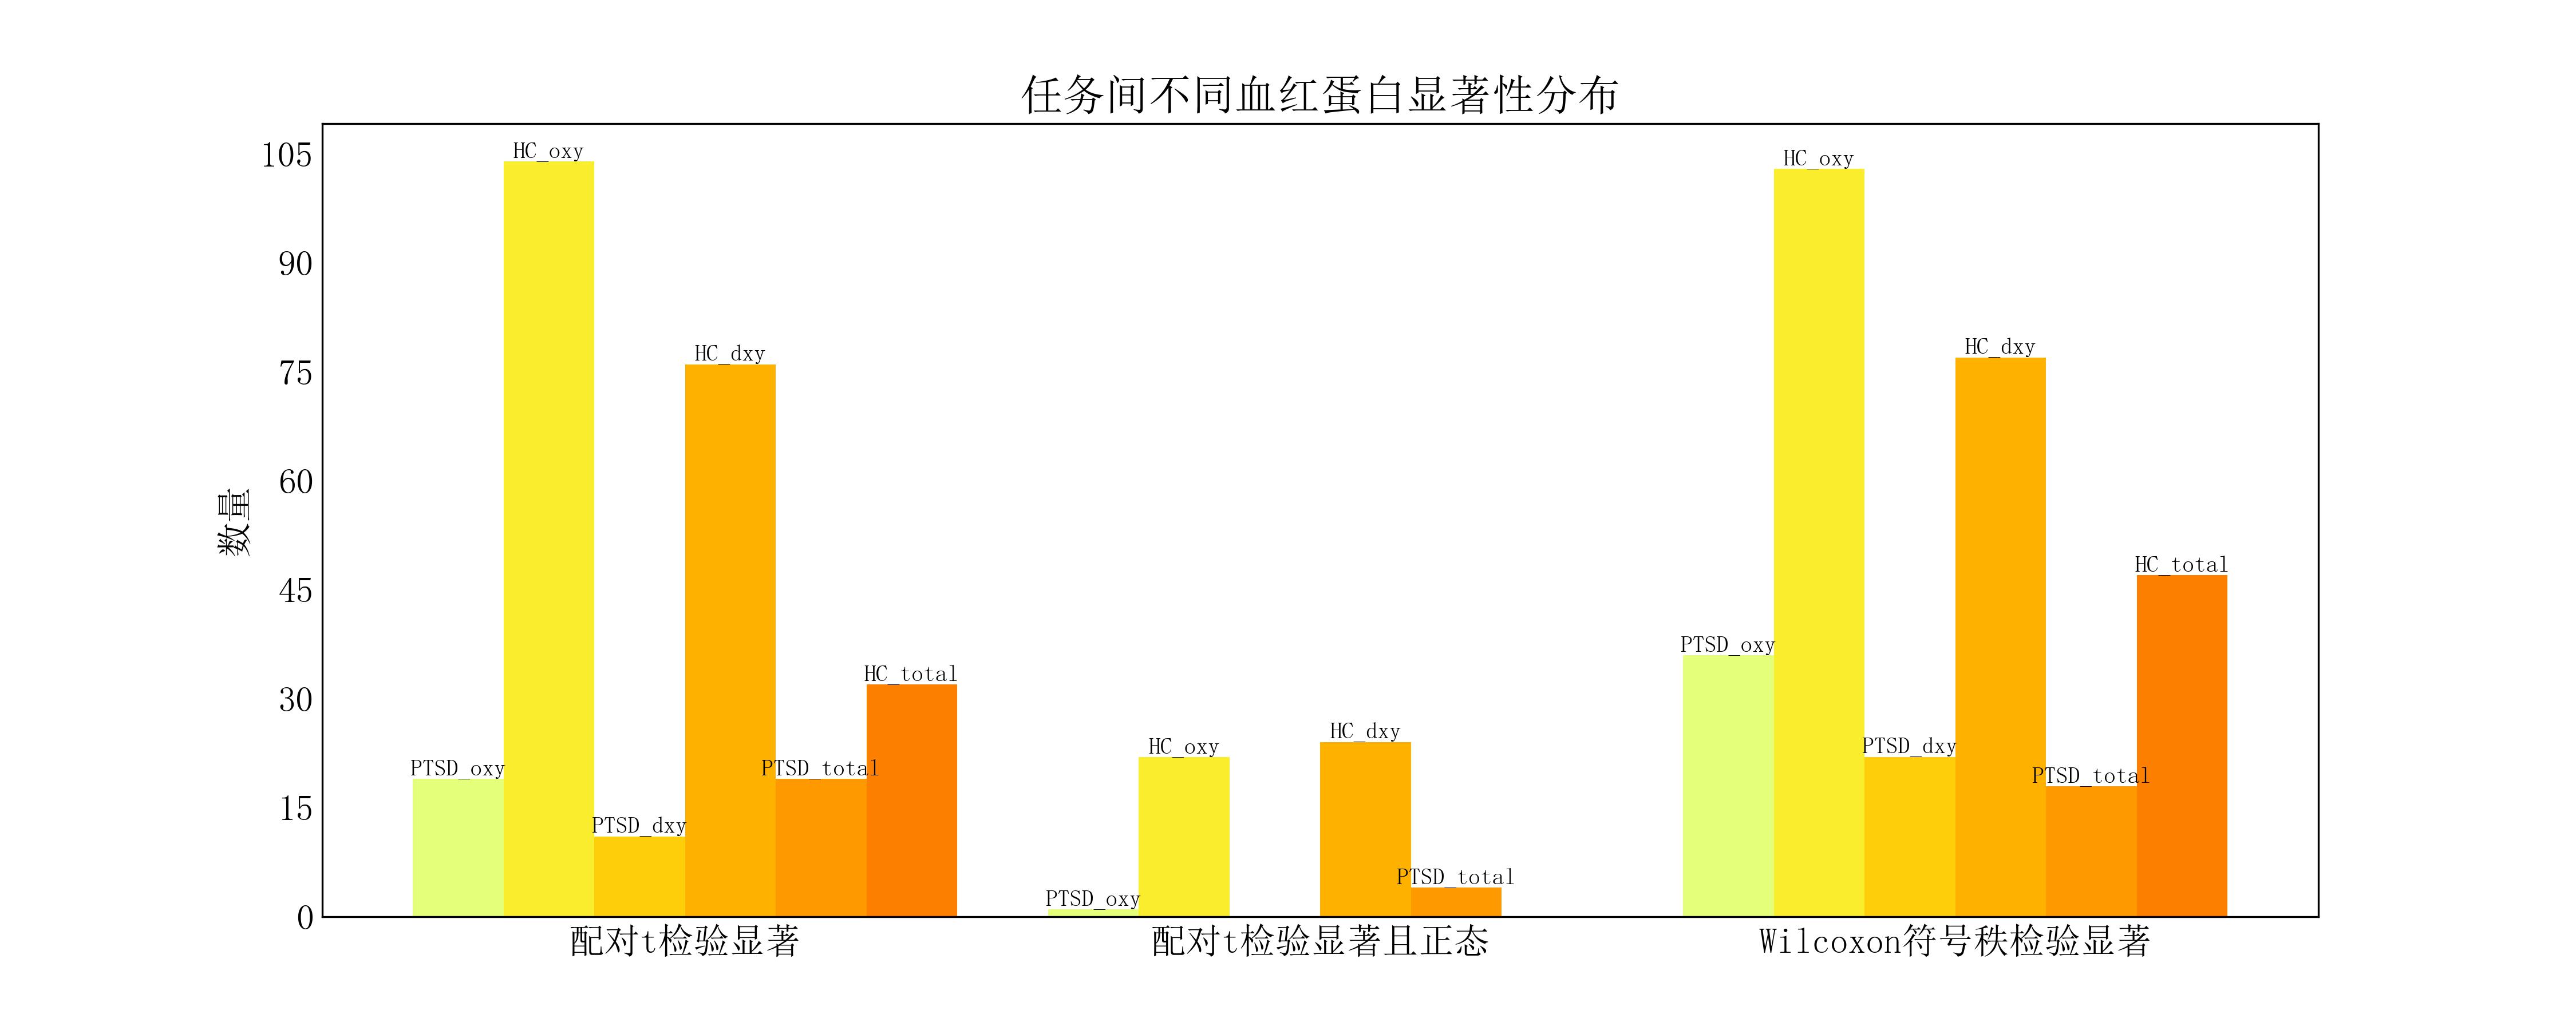 任务间不同血红蛋白显著性分布
数量
105
90
75
60
45
30
15
0
HC_oxy
HC_dxy
HC_total
PTSD_oxy
PTSD_total
PTSD_dxy
HC_dxy
HC_oxy
PTSD_total
PTSD_oxy
HC_oxy
HC_dxy
HC_total
PTSD_oxy
PTSD_dxy
PTSD_total
配对t检验显著
配对t检验显著且正态
Wilcoxon符号秩检验显著